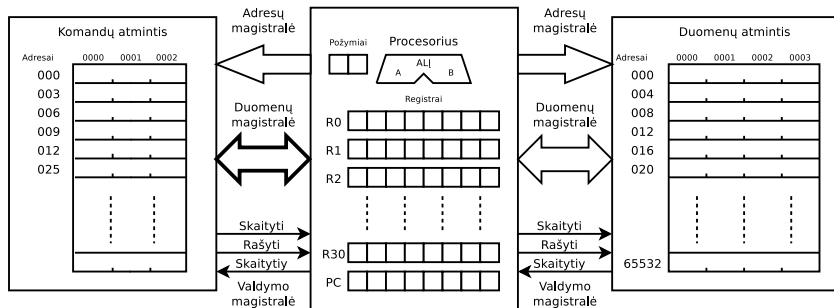 Komandų atmintis
Adresai
0000 0001 0002
000
003
006
009
012
025
Adresų
magistralė
Duomenų
magistralė
Skaityti
Rašyti
Skaitytiy
Valdymo
magistralė
Požymiai
Procesorius
ALĮ
A B
Registrai
R0
R1
R2
R30
PC
Adresų
magistralė
Duomenų
magistralė
Skaityti
Rašyti
Skaitytiy
Valdymo
magistralė
Duomenų atmintis
Adresai
0000 0001 0002 0003
000
004
008
012
016
020
65532